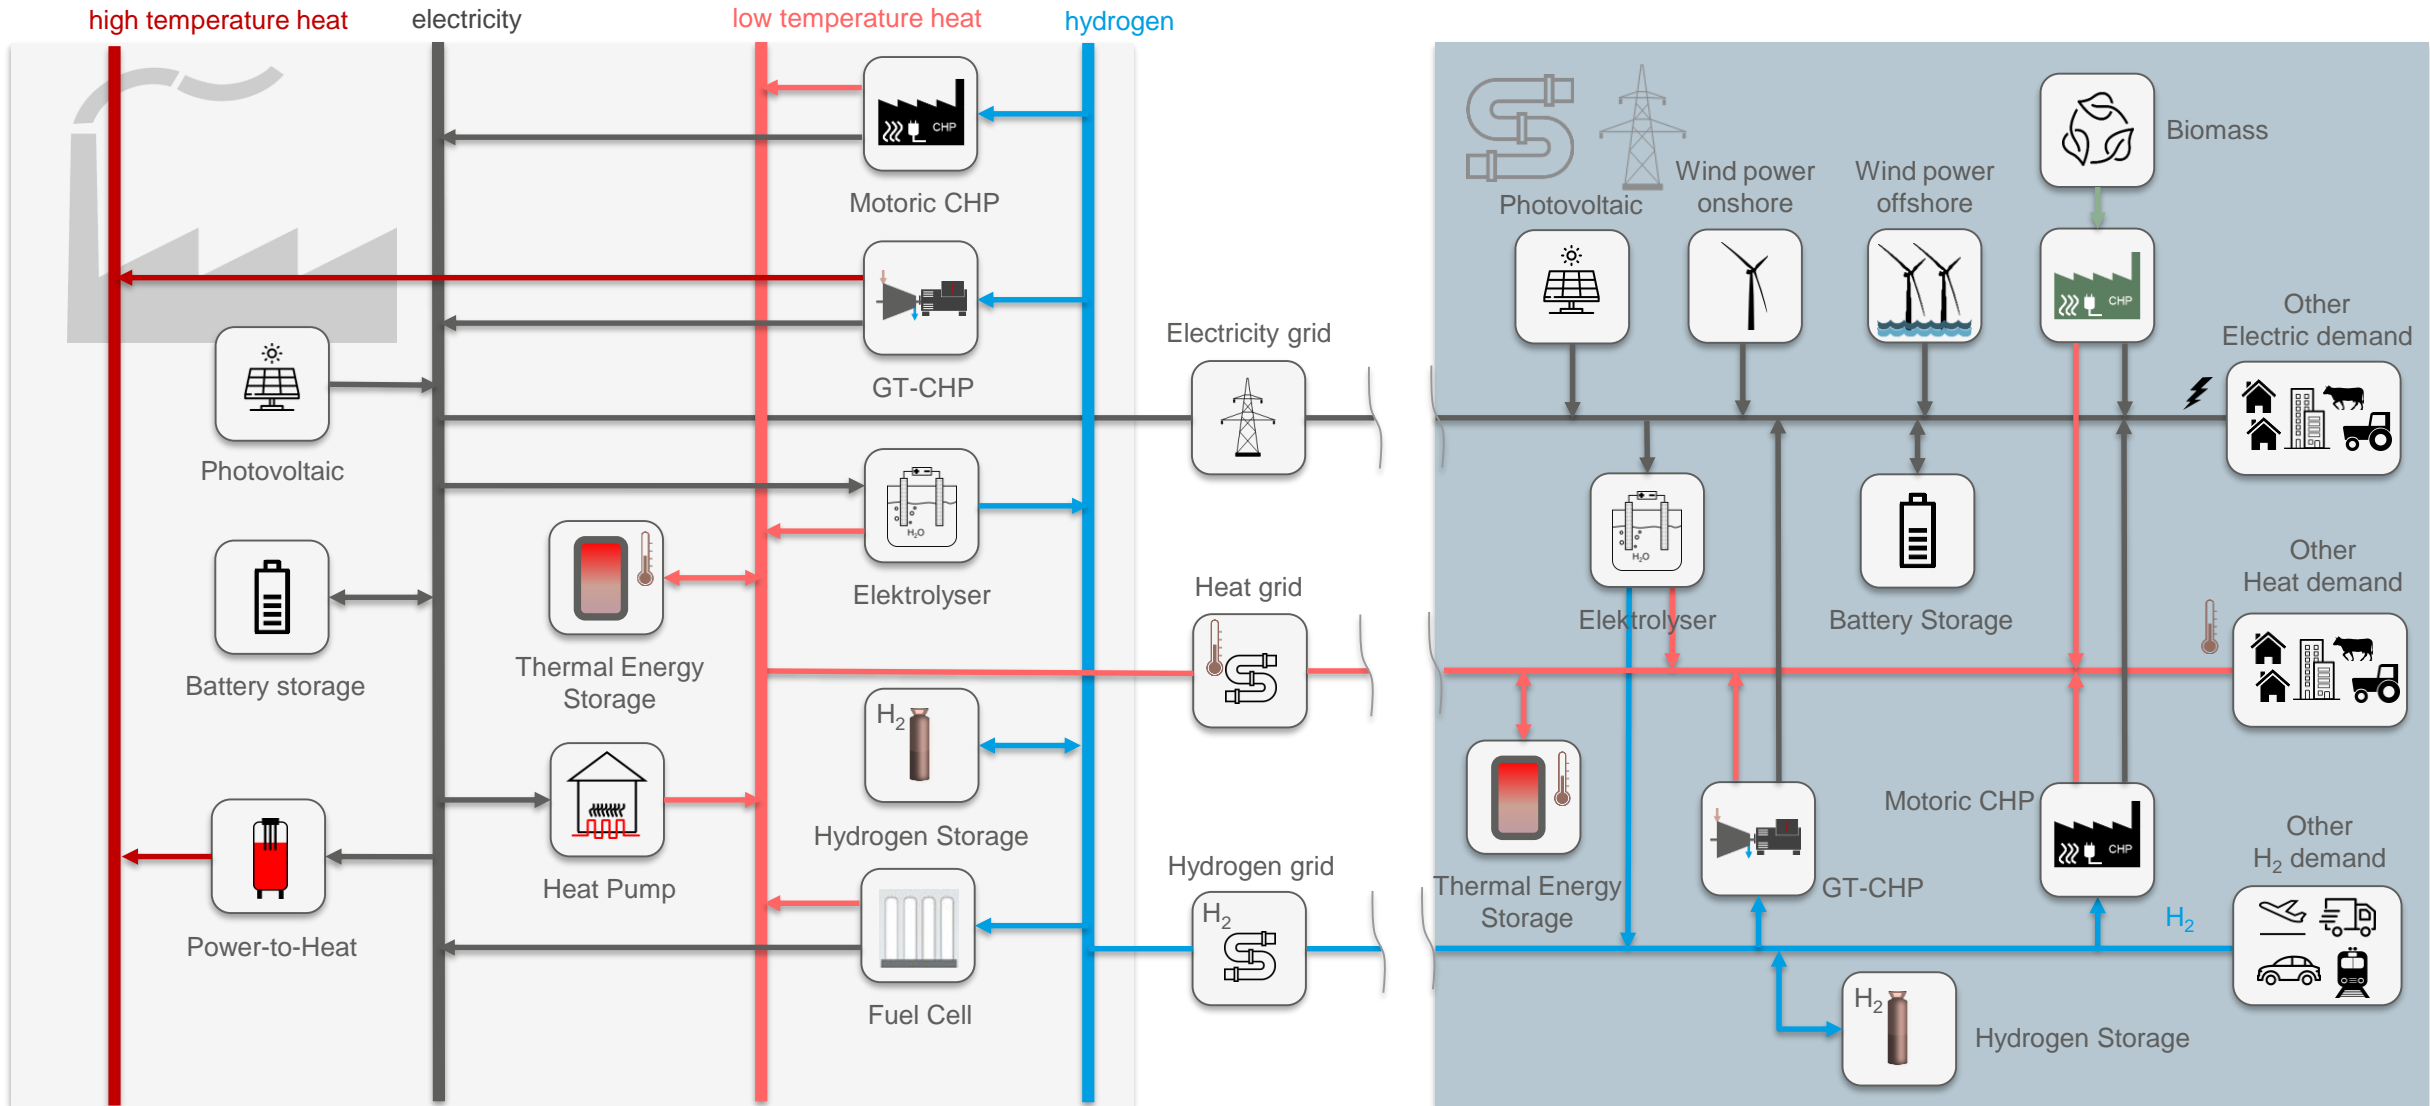 high temperature heat
electricity
low temperature heat
hydrogen
CHP
Motoric CHP
GT-CHP
Photovoltaic
Electricity grid
H₂O
Elektrolyser
Battery storage
Thermal Energy
Storage
Heat grid
H₂
Hydrogen Storage
Heat Pump
Power-to-Heat
Hydrogen grid
H₂
Fuel Cell
Biomass
Wind power
onshore
Wind power
offshore
Photovoltaic
CHP
Other
Electric demand
H₂O
Elektrolyser
Battery Storage
Other
Heat demand
Motoric CHP
CHP
Other
H₂ demand
Thermal Energy
Storage
GT-CHP
H₂
H₂
Hydrogen Storage